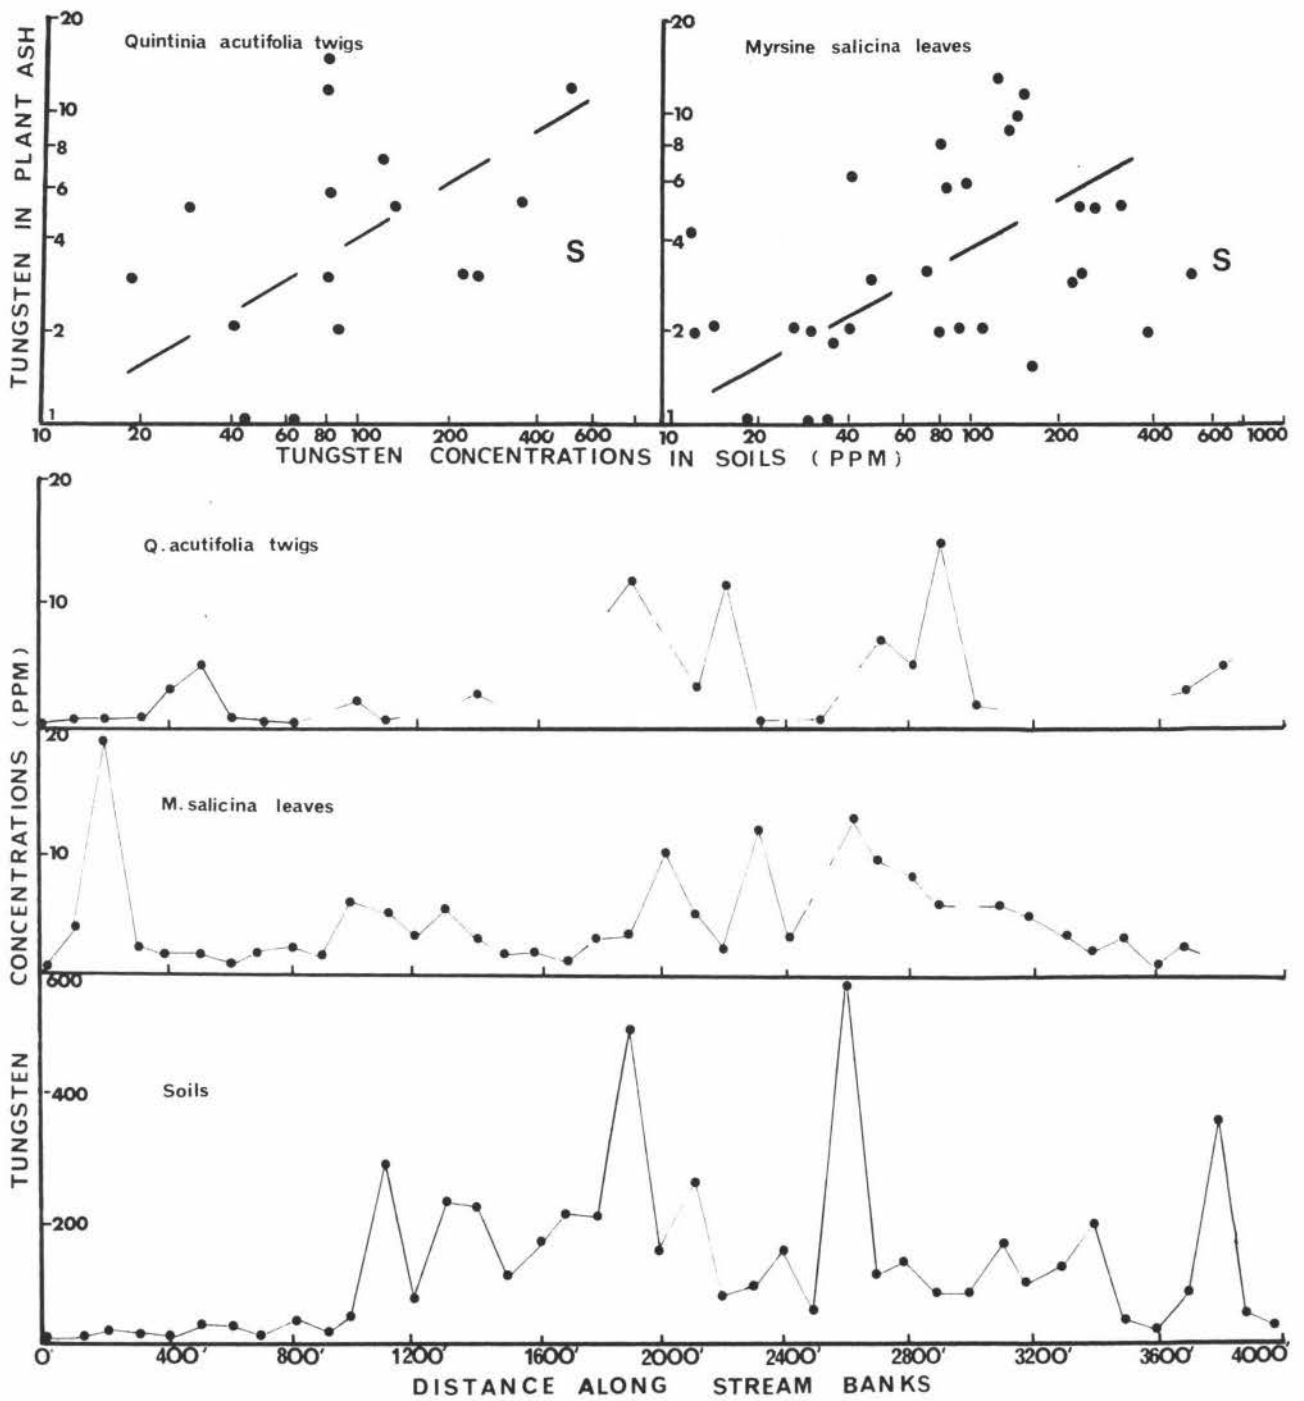 TUNGSTEN IN PLANT ASH
20
10
8
6
4
2
1
Quintinia acutifolia twigs
S
10 20 40 60 80 100 200 400 600
20
10
8
6
4
2
1
Myrsine salicina leaves
S
10 20 40 60 80 100 200 400 600 1000
TUNGSTEN CONCENTRATIONS IN SOILS (PPM)
TUNGSTEN CONCENTRATIONS (PPM)
20
10
Q. acutifolia twigs
20
10
M. salicina leaves
600
400
200
Soils
0 400' 800' 1200' 1600' 2000' 2400' 2800' 3200' 3600' 4000'
DISTANCE ALONG STREAM BANKS